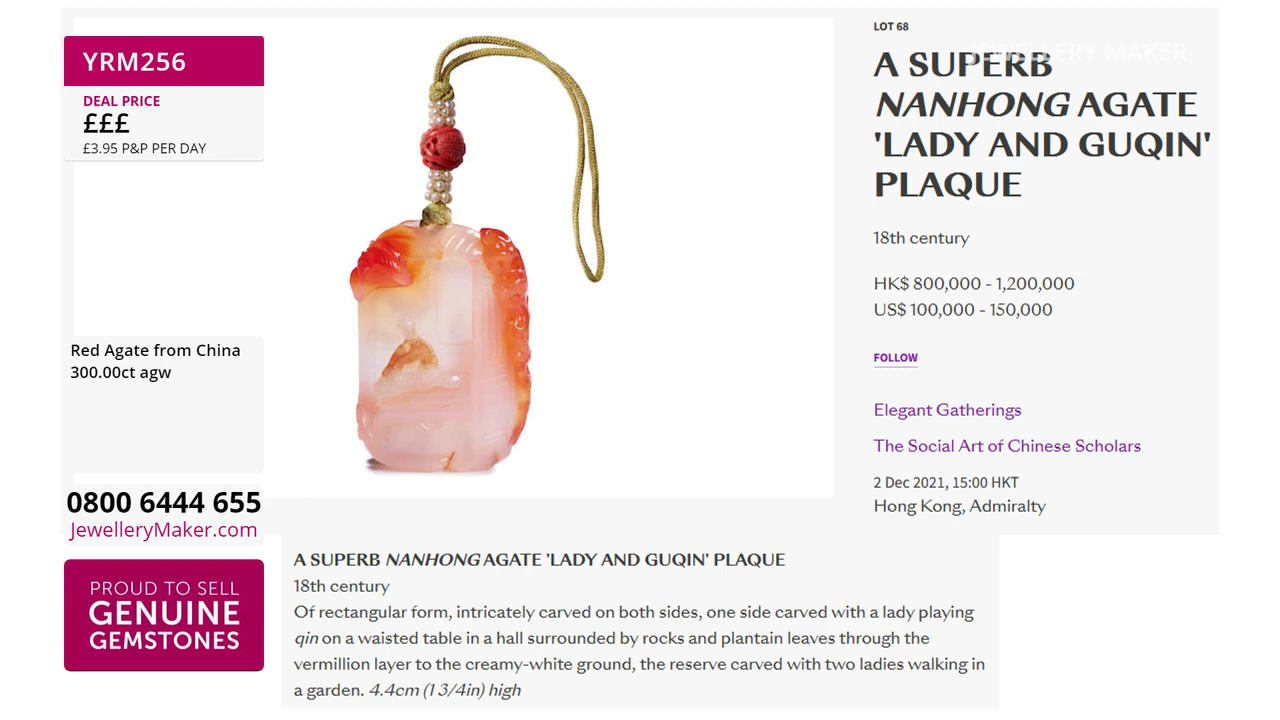 YRM256
DEAL PRICE
£££
£3.95 P&P PER DAY
Red Agate from China
300.00ct agw
0800 6444 655
JewelleryMaker.com
PROUD TO SELL
GENUINE
GEMSTONES
LOT 68
JEWELLERY MAKER
A SUPERB
NANHONG AGATE
'LADY AND GUQIN'
PLAQUE
18th century
HK$ 800,000 - 1,200,000
US$ 100,000 - 150,000
FOLLOW
Elegant Gatherings
The Social Art of Chinese Scholars
2 Dec 2021, 15:00 HKT
Hong Kong, Admiralty
A SUPERB NANHONG AGATE 'LADY AND GUQIN' PLAQUE
18th century
Of rectangular form, intricately carved on both sides, one side carved with a lady playing
qin on a waisted table in a hall surrounded by rocks and plantain leaves through the
vermillion layer to the creamy-white ground, the reserve carved with two ladies walking in
a garden. 4.4cm (1 3/4in) high